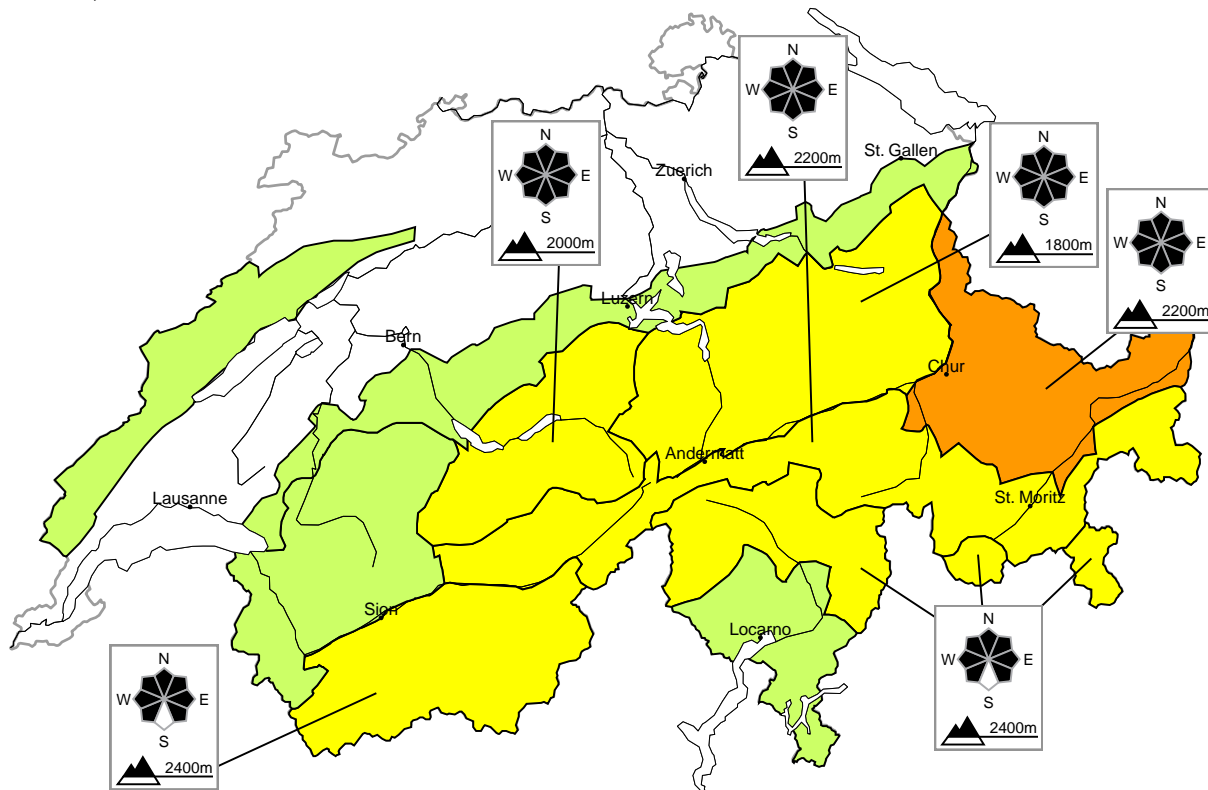 N
W E
S
2200m
N
W E
S
2000m
N
W E
S
1800m
N
W E
S
2200m
St. Gallen
Zuerich
Luzern
Bern
Chur
Andermatt
Lausanne
St. Moritz
Sion
Locarno
N
W E
S
2400m
N
W E
S
2400m